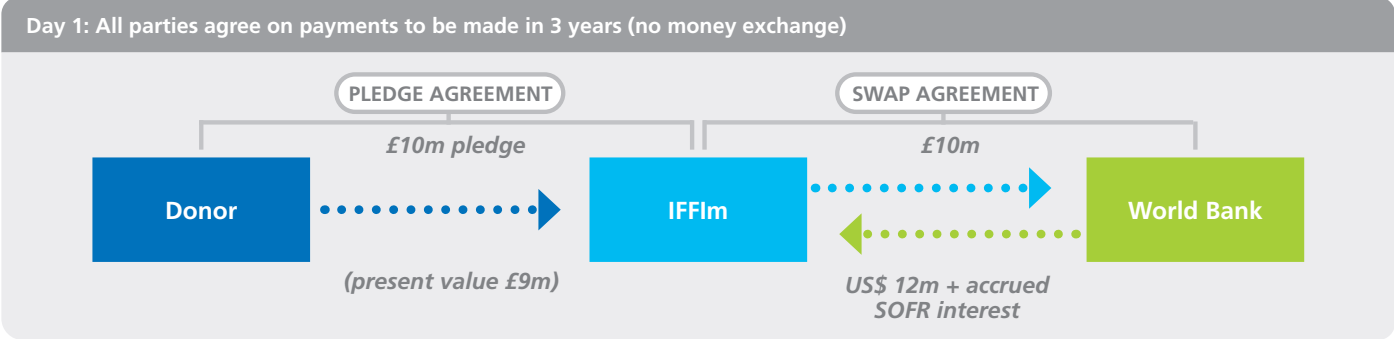 Day 1: All parties agree on payments to be made in 3 years (no money exchange)
PLEDGE AGREEMENT
SWAP AGREEMENT
£10m pledge
£10m
Donor
IFFIm
World Bank
(present value £9m)
US$ 12m + accrued
SOFR interest